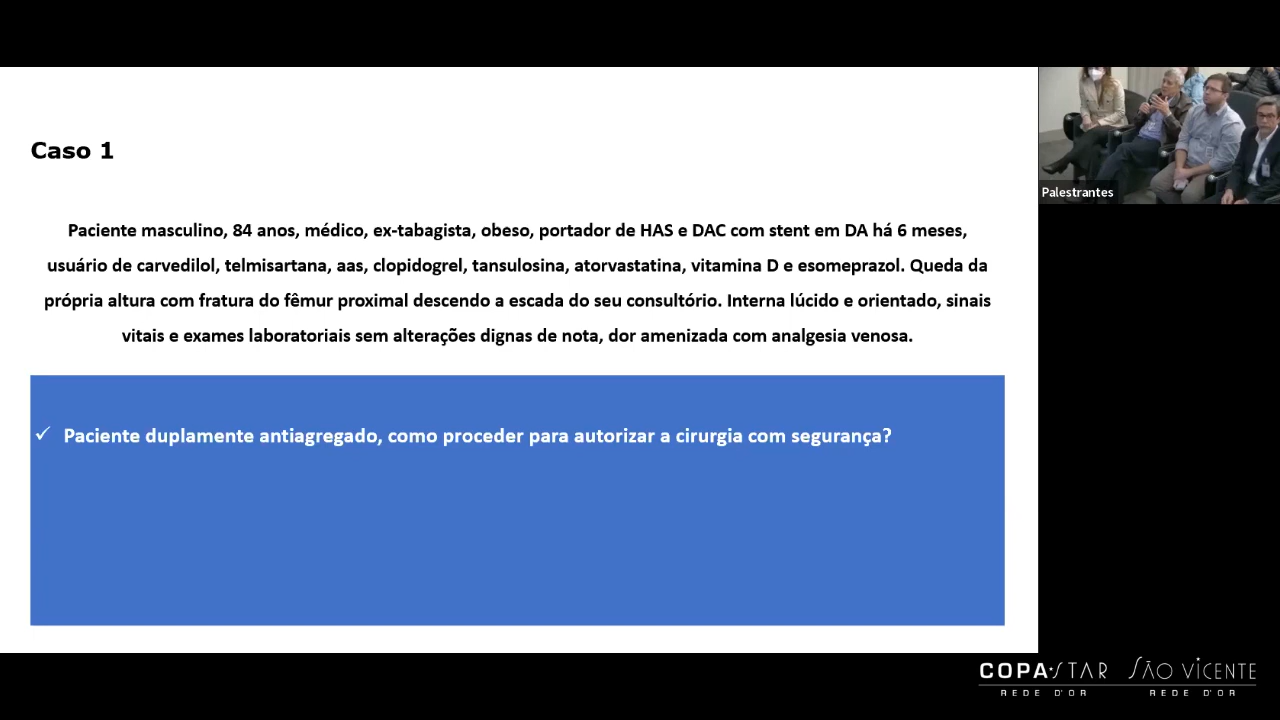 Caso 1
Paciente masculino, 84 anos, médico, ex-tabagista, obeso, portador de HAS e DAC com stent em DA há 6 meses,
usuário de carvedilol, telmisartana, aas, clopidogrel, tansulosina, atorvastatina, vitamina D e esomeprazol. Queda da
própria altura com fratura do fêmur proximal descendo a escada do seu consultório. Interna lúcido e orientado, sinais
vitais e exames laboratoriais sem alterações dignas de nota, dor amenizada com analgesia venosa.
✓ Paciente duplamente antiagregado, como proceder para autorizar a cirurgia com segurança?
Palestrantes
COPA STAR SÃO VICENTE
REDE D'OR REDE D'OR